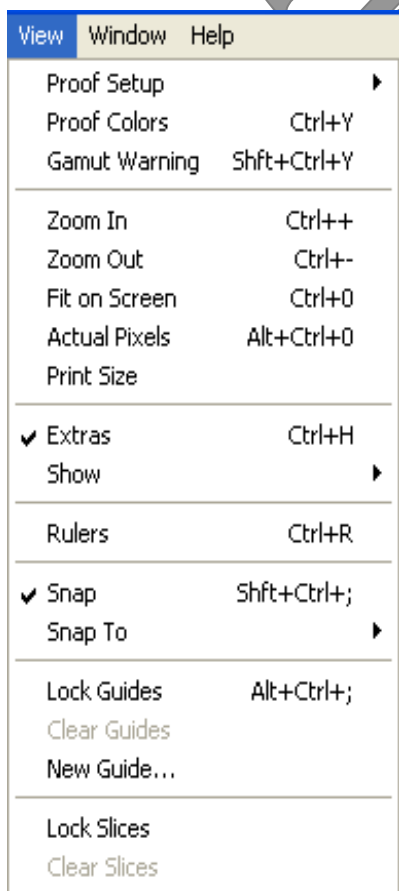 View Window Help
Proof Setup
Proof Colors Ctrl+Y
Gamut Warning Shft+Ctrl+Y
Zoom In Ctrl++
Zoom Out Ctrl+-
Fit on Screen Ctrl+0
Actual Pixels Alt+Ctrl+0
Print Size
Extras Ctrl+H
Show
Rulers Ctrl+R
Snap Shft+Ctrl+;
Snap To
Lock Guides Alt+Ctrl+;
Clear Guides
New Guide...
Lock Slices
Clear Slices